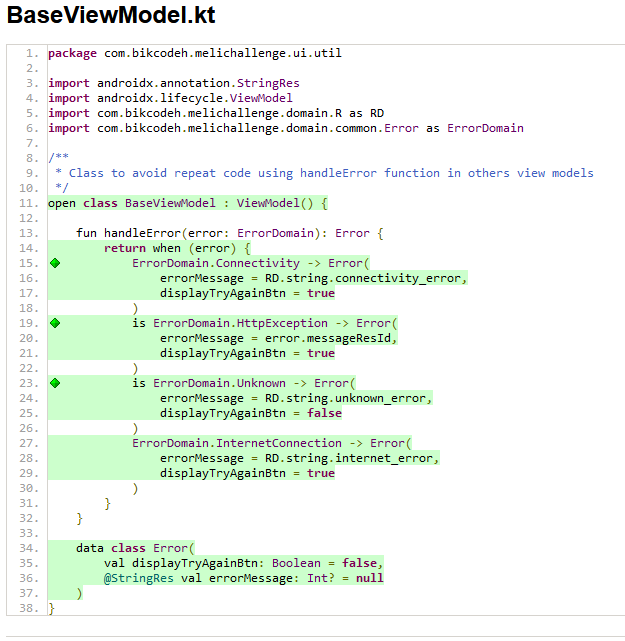 BaseViewModel.kt
1. package com.bikcodeh.melichallenge.ui.util
2.
3. import androidx.annotation.StringRes
4. import androidx.lifecycle.ViewModel
5. import com.bikcodeh.melichallenge.domain.R as RD
6. import com.bikcodeh.melichallenge.domain.common.Error as ErrorDomain
7.
8. /**
9.  * Class to avoid repeat code using handleError function in others view models
10.  */
11. open class BaseViewModel : ViewModel() {
12.
13.     fun handleError(error: ErrorDomain): Error {
14.         return when (error) {
15.             ErrorDomain.Connectivity -> Error(
16.                 errorMessage = RD.string.connectivity_error,
17.                 displayTryAgainBtn = true
18.             )
19.             is ErrorDomain.HttpException -> Error(
20.                 errorMessage = error.messageResId,
21.                 displayTryAgainBtn = true
22.             )
23.             is ErrorDomain.Unknown -> Error(
24.                 errorMessage = RD.string.unknown_error,
25.                 displayTryAgainBtn = false
26.             )
27.             ErrorDomain.InternetConnection -> Error(
28.                 errorMessage = RD.string.internet_error,
29.                 displayTryAgainBtn = true
30.             )
31.         }
32.     }
33.
34.     data class Error(
35.         val displayTryAgainBtn: Boolean = false,
36.         @StringRes val errorMessage: Int? = null
37.     )
38. }